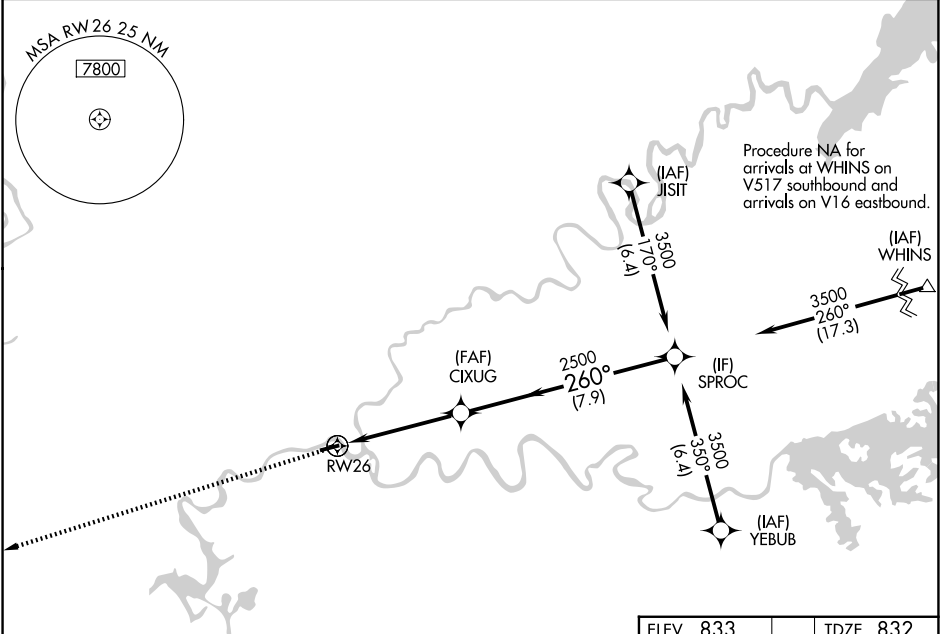 MSA RW 26 25 NM
7800
(IAF)
JISIT
Procedure NA for
arrivals at WHINS on
V517 southbound and
arrivals on V16 eastbound.
(IAF)
WHINS
3500
170°
(6.4)
3500
260°
(17.3)
(FAF)
CIXUG
2500
260°
(7.9)
(IF)
SPROC
RW26
3500
350°
(6.4)
(IAF)
YEBUB
ELEV 833
TDZE 832